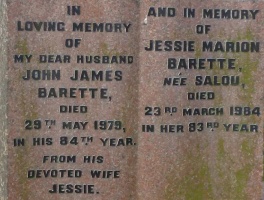 IN
LOVING MEMORY
OF
MY DEAR HUSBAND
JOHN JAMES
BARETTE,
DIED
29TH MAY 1979,
IN HIS 84TH YEAR.
FROM HIS
DEVOTED WIFE
JESSIE.
AND IN MEMORY
OF
JESSIE MARION
BARETTE,
NÉE SALOU,
DIED
23RD MARCH 1984
IN HER 83RD YEAR